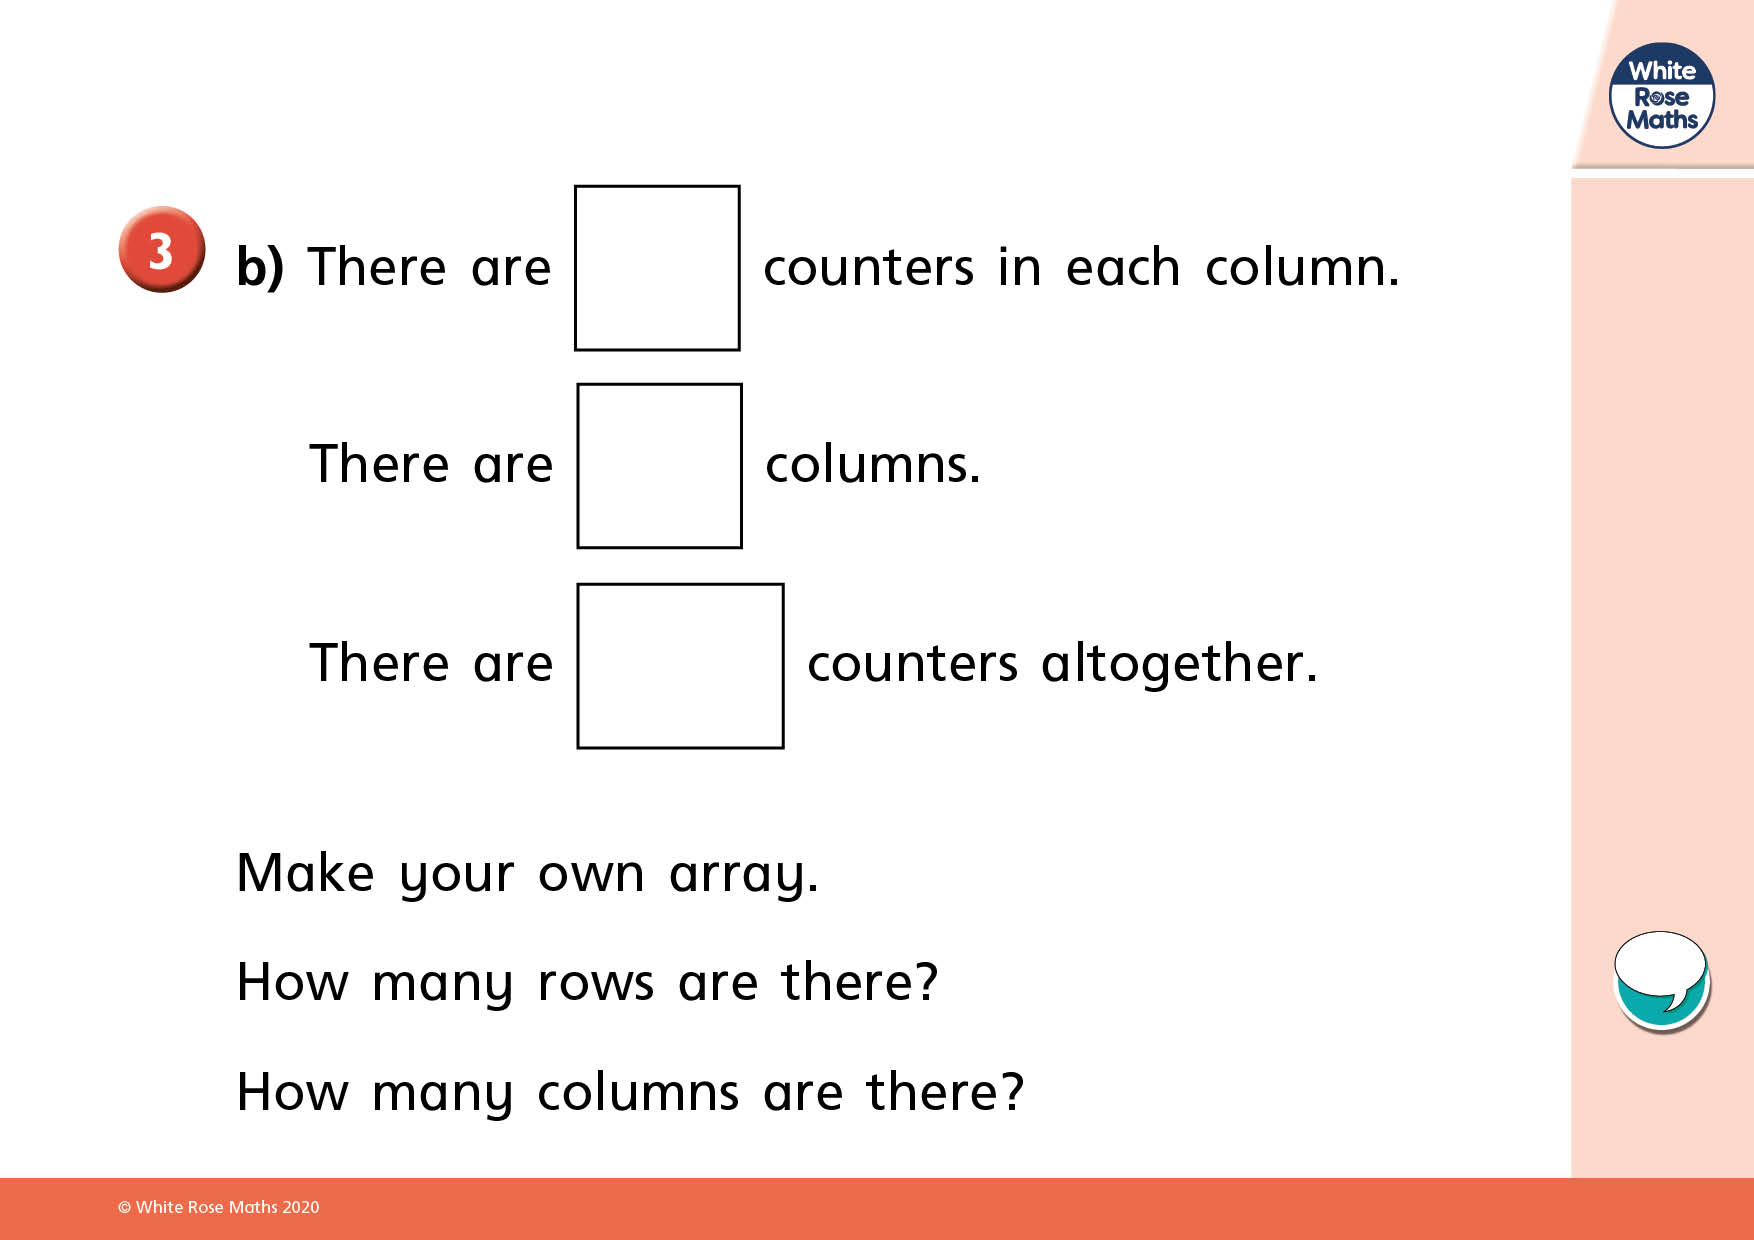 White
Rose
Maths
3 b) There are counters in each column.
There are columns.
There are counters altogether.
Make your own array.
How many rows are there?
How many columns are there?
© White Rose Maths 2020